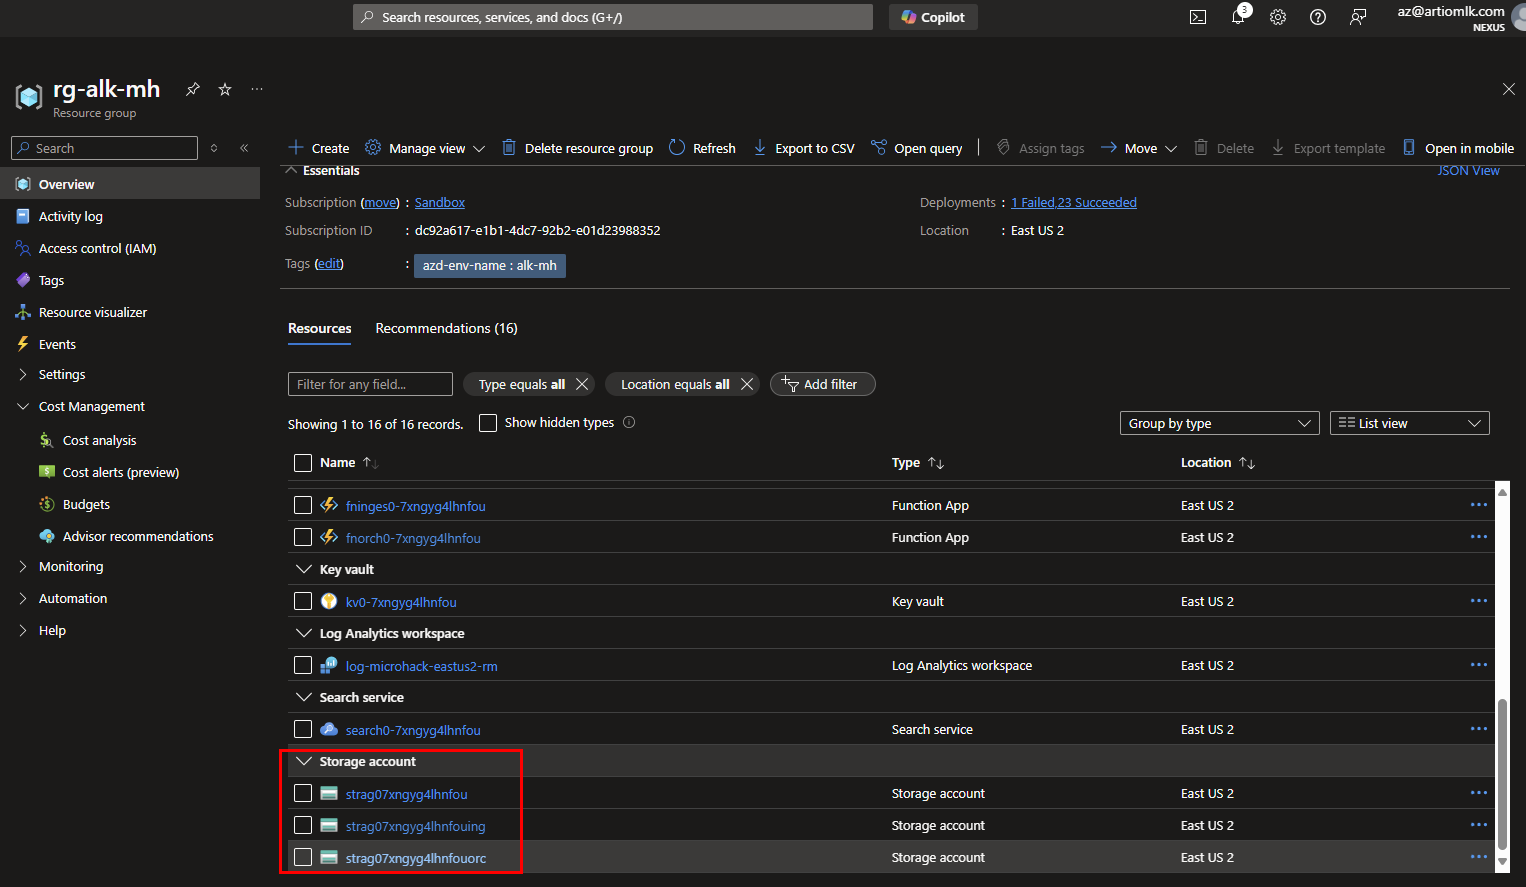 Search resources, services, and docs (G+/)
Copilot
3
az@artiomlk.com
NEXUS
rg-alk-mh
Resource group
Search
Create
Manage view
Delete resource group
Refresh
Export to CSV
Open query
Assign tags
Move
Delete
Export template
Open in mobile
Overview
Activity log
Access control (IAM)
Tags
Resource visualizer
Events
Settings
Cost Management
Cost analysis
Cost alerts (preview)
Budgets
Advisor recommendations
Monitoring
Automation
Help
Essentials
JSON View
Subscription (move) : Sandbox
Deployments : 1 Failed,23 Succeeded
Subscription ID : dc92a617-e1b1-4dc7-92b2-e01d23988352
Location : East US 2
Tags (edit) : azd-env-name : alk-mh
Resources
Recommendations (16)
Filter for any field...
Type equals all
Location equals all
Add filter
Showing 1 to 16 of 16 records.
Show hidden types
Group by type
List view
Name
Type
Location
fninges0-7xngyg4lhnfou Function App East US 2
fnorch0-7xngyg4lhnfou Function App East US 2
Key vault
kv0-7xngyg4lhnfou Key vault East US 2
Log Analytics workspace
log-microhack-eastus2-rm Log Analytics workspace East US 2
Search service
search0-7xngyg4lhnfou Search service East US 2
Storage account
strag07xngyg4lhnfou Storage account East US 2
strag07xngyg4lhnfouing Storage account East US 2
strag07xngyg4lhnfouorc Storage account East US 2